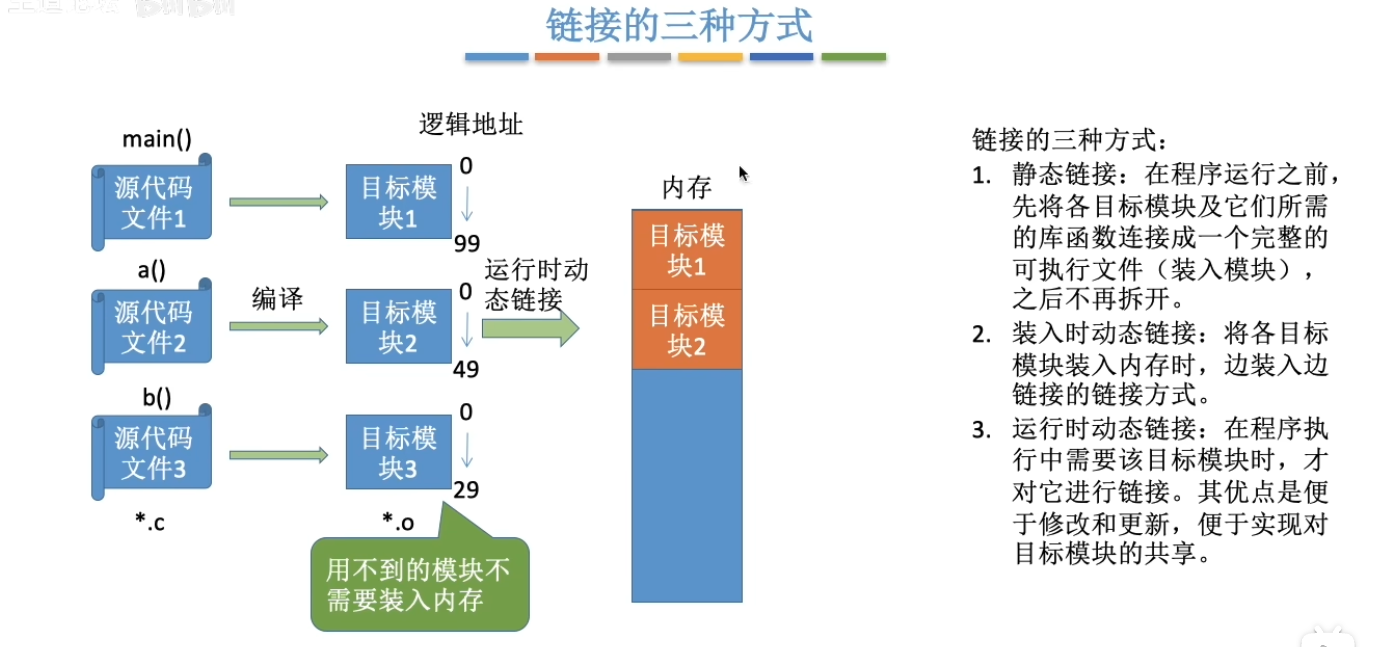 链接的三种方式
逻辑地址
main()
源代码
文件1
目标模
块1
0
99
a()
源代码
文件2
编译
目标模
块2
0
49
运行时动
态链接
b()
源代码
文件3
目标模
块3
0
29
*.c
*.o
用不到的模块不
需要装入内存
内存
目标模
块1
目标模
块2
链接的三种方式：
1. 静态链接：在程序运行之前，
先将各目标模块及它们所需
的库函数连接成一个完整的
可执行文件（装入模块），
之后不再拆开。
2. 装入时动态链接：将各目标
模块装入内存时，边装入边
链接的链接方式。
3. 运行时动态链接：在程序执
行中需要该目标模块时，才
对它进行链接。其优点是便
于修改和更新，便于实现对
目标模块的共享。